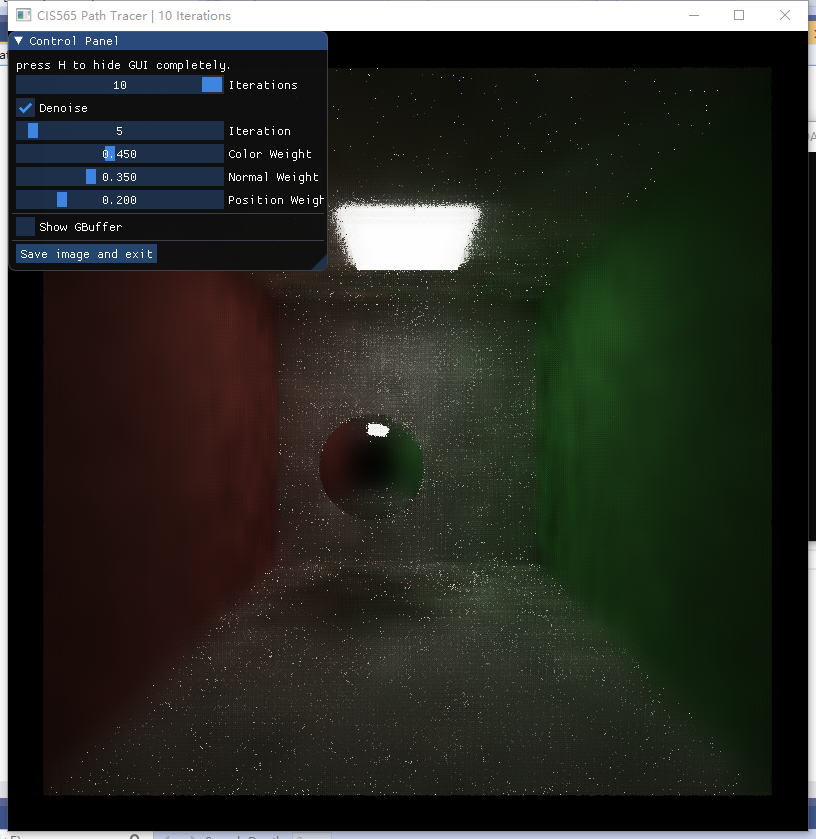 CIS565 Path Tracer | 10 Iterations
Control Panel
press H to hide GUI completely.
10 Iterations
Denoise
5 Iteration
0.450 Color Weight
0.350 Normal Weight
0.200 Position Weigh
Show GBuffer
Save image and exit